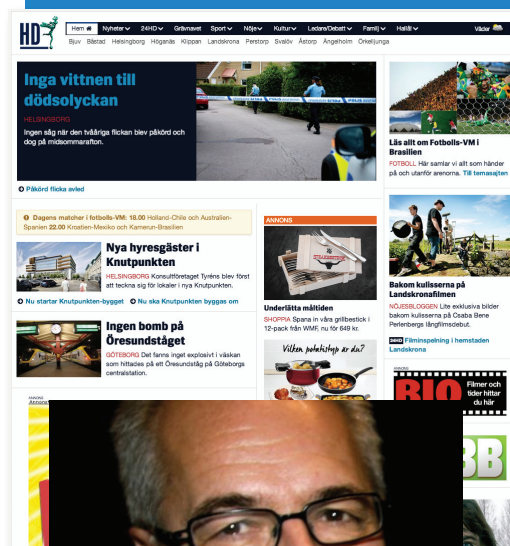 HD
Hem Nyheter 24HD Grävnavet Sport Nöje Kultur Ledare/Debatt Familj Hallå! Väder
Bjuv Båstad Helsingborg Höganäs Klippan Landskrona Perstorp Svalöv Åstorp Ängelholm Örkelljunga
Inga vittnen till
dödsolyckan
HELSINGBORG
Ingen såg när den tvååriga flickan blev påkörd och
dog på midsommarafton.
Påkörd flicka avled
Läs allt om Fotbolls-VM i
Brasilien
FOTBOLL Här samlar vi allt som händer
på och utanför arenorna. Till temasajten
Dagens matcher i fotbolls-VM: 18.00 Holland-Chile och Australien-
Spanien 22.00 Kroatien-Mexiko och Kamerun-Brasilien
Nya hyresgäster i
Knutpunkten
HELSINGBORG Konsultföretaget Tyréns blev först
att teckna sig för lokaler i nya Knutpunkten.
Nu startar Knutpunkten-bygget Nu ska Knutpunkten byggas om
Ingen bomb på
Öresundståget
GÖTEBORG Det fanns inget explosivt i väskan
som hittades på ett Öresundståg på Göteborgs
centralstation.
ANNONS
Annons
ANNONS
Underlätta måltiden
SHOPPIA Spana in våra grillbestick i
12-pack från WMF, nu för 649 kr.
Vilken potatistyp är du?
Bakom kulisserna på
Landskronafilmen
NÖJESBLOGGEN Lite exklusiva bilder
bakom kulisserna på Csaba Bene
Perlenbergs långfilmsdebut.
24HD Filminspelning i hemstaden
Landskrona
ANNONS
BIO
Filmer och
tider hittar
du här